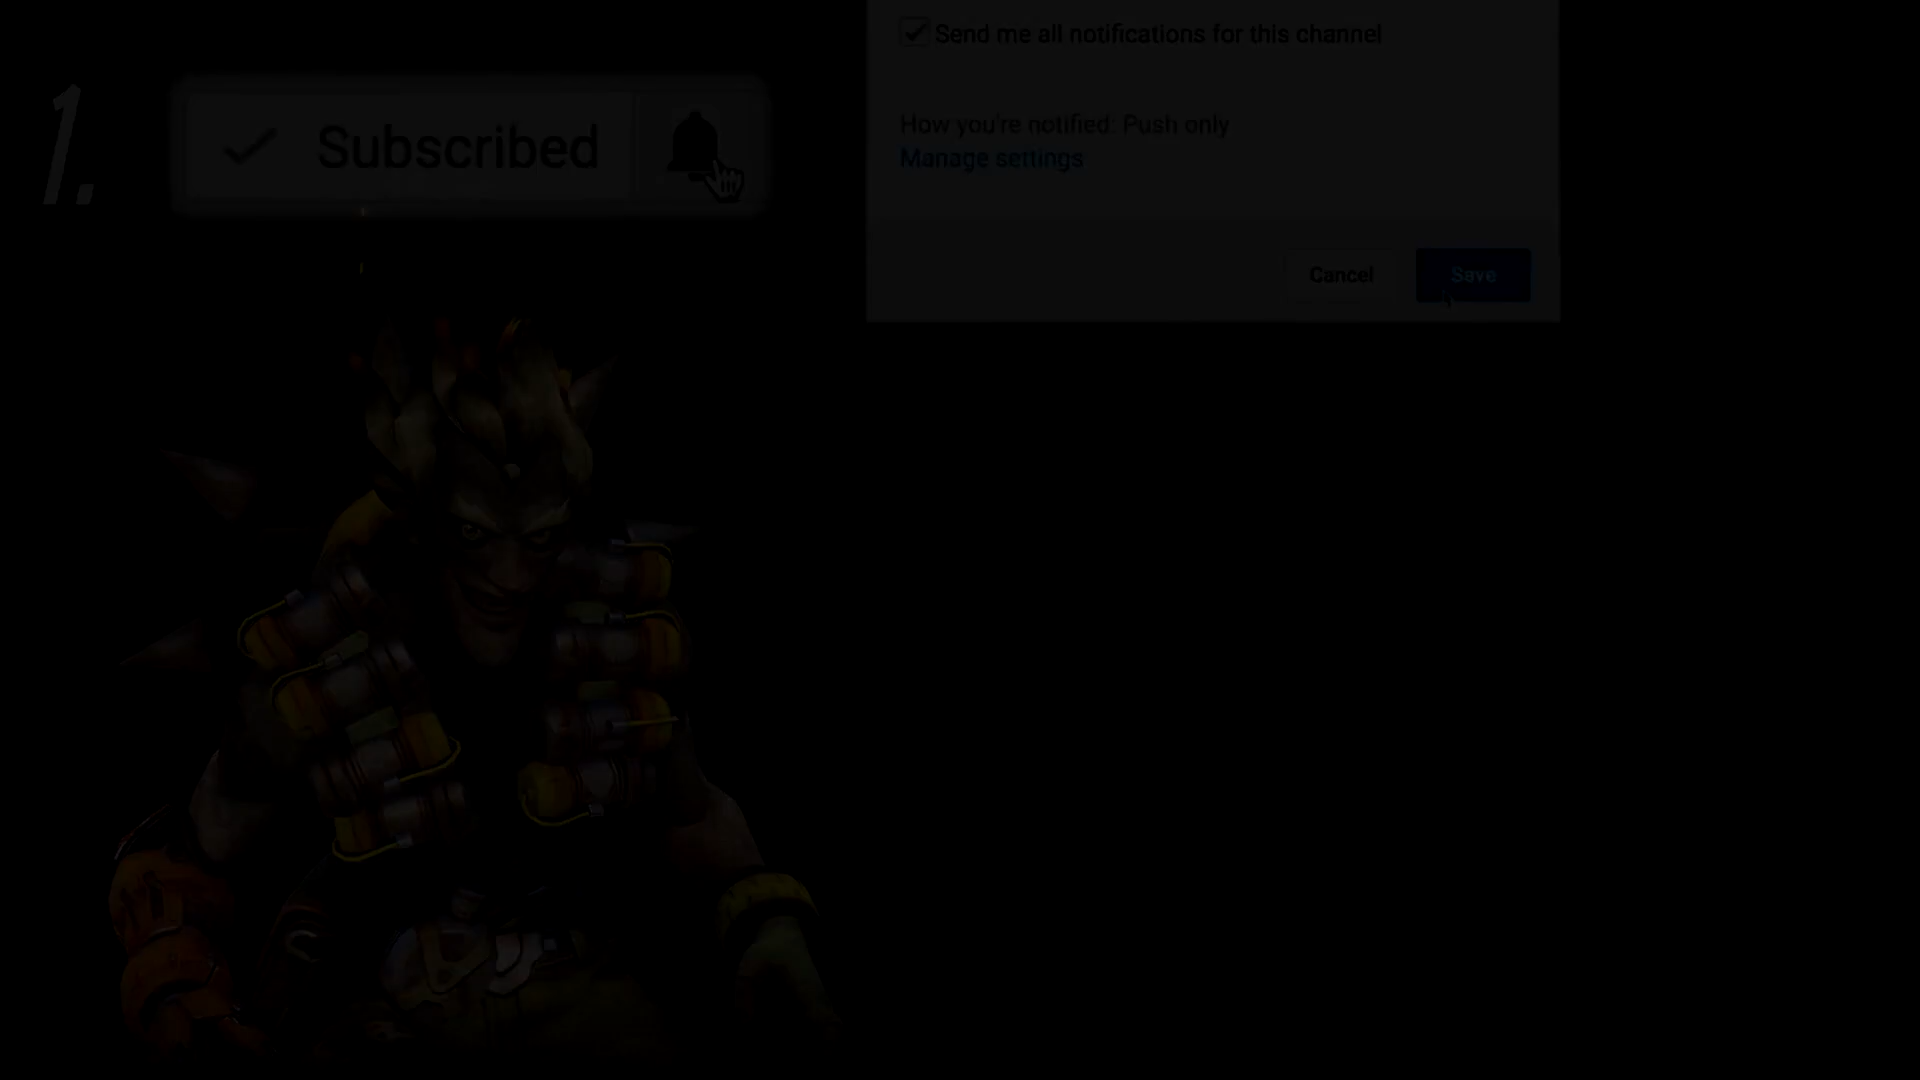 1.
Subscribed
Send me all notifications for this channel
How you're notified: Push only
Manage settings
Cancel
Save